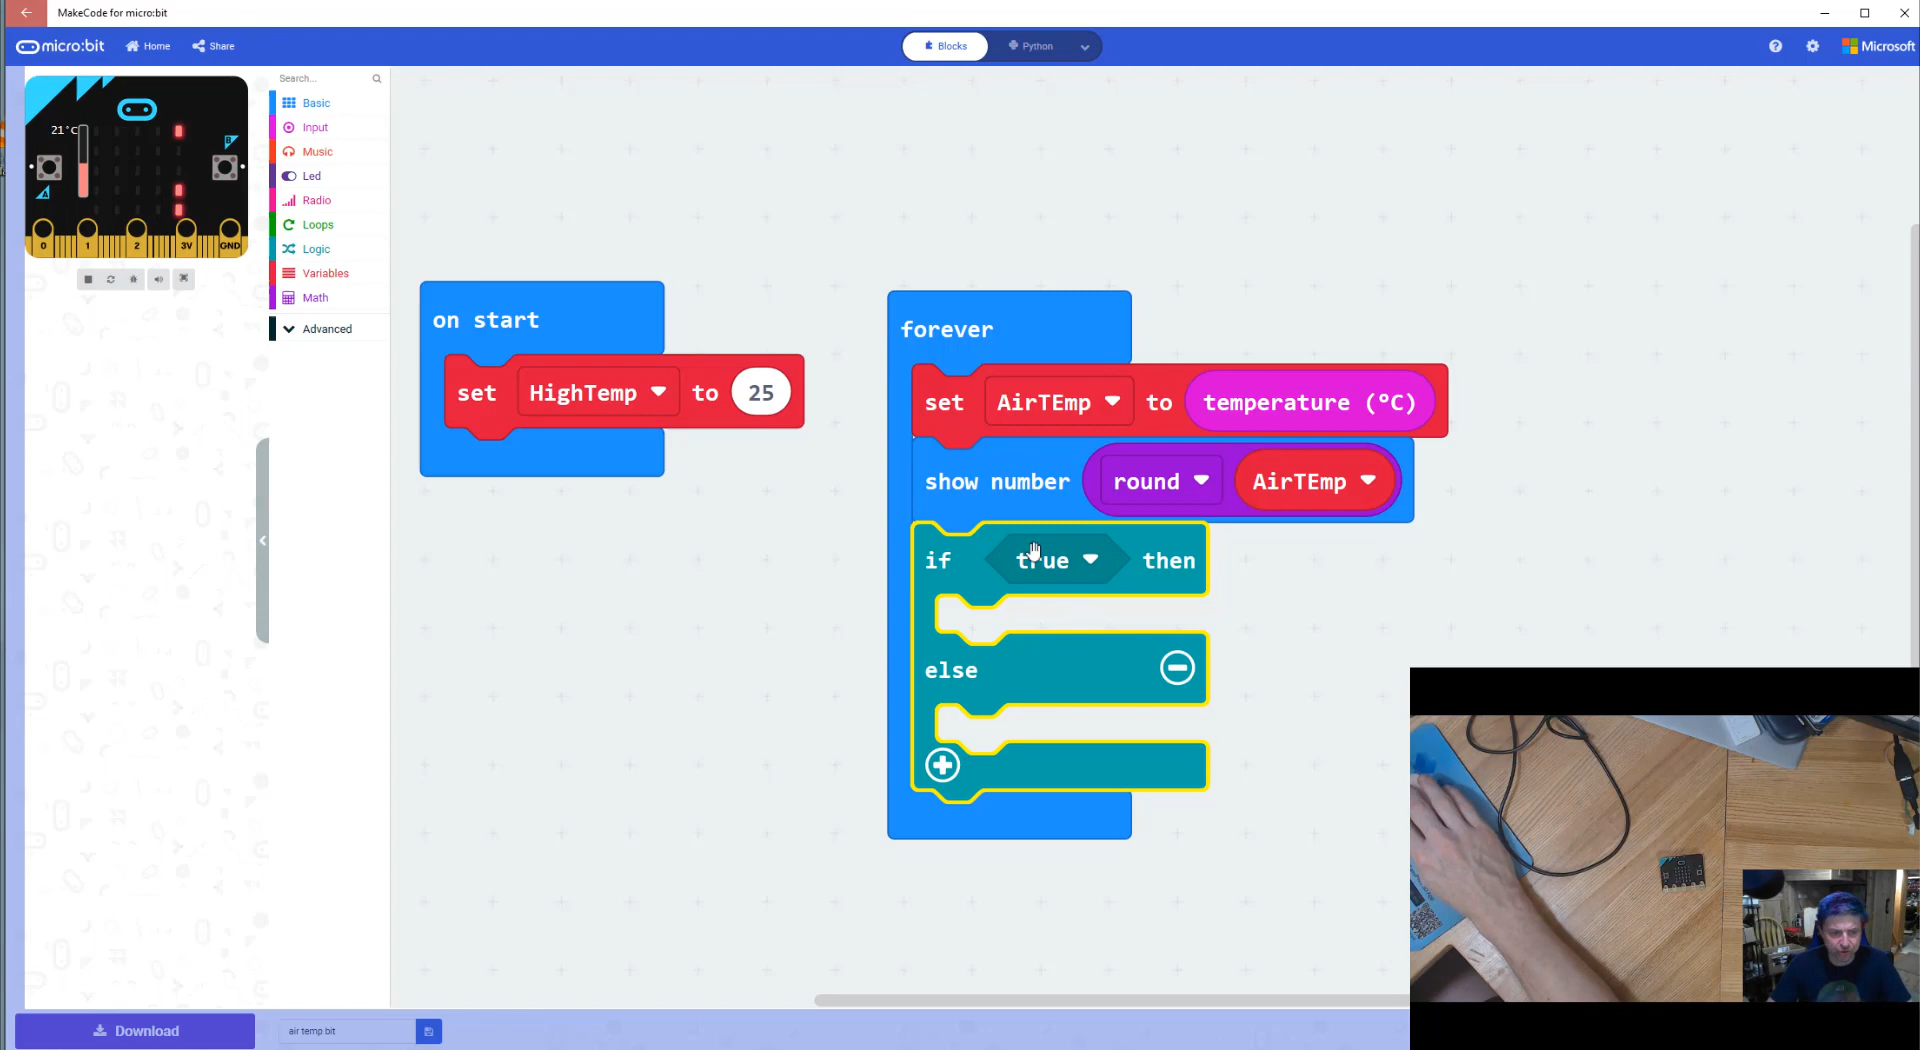 MakeCode for micro:bit
micro:bit Home Share Blocks Python Microsoft
Search...
21°C
B
A
0 1 2 3V GND
Basic
Input
Music
Led
Radio
Loops
Logic
Variables
Math
Advanced
on start
set HighTemp to 25
forever
set AirTEmp to temperature (°C)
show number round AirTEmp
if true then
else
Download
air temp bit